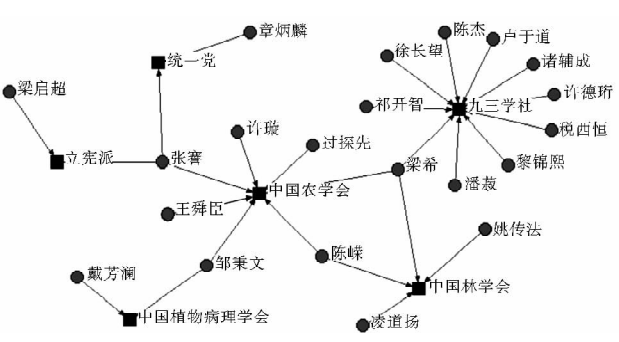 陈杰
章炳麟
卢于道
徐长望
统一党
诸辅成
梁启超
许德珩
祁开智
九三学社
许璇
税西恒
过探先
立宪派
张謇
梁希
黎锦熙
中国农学会
潘菽
王舜臣
姚传法
陈嵘
邹秉文
戴芳澜
中国林学会
中国植物病理学会
凌道扬